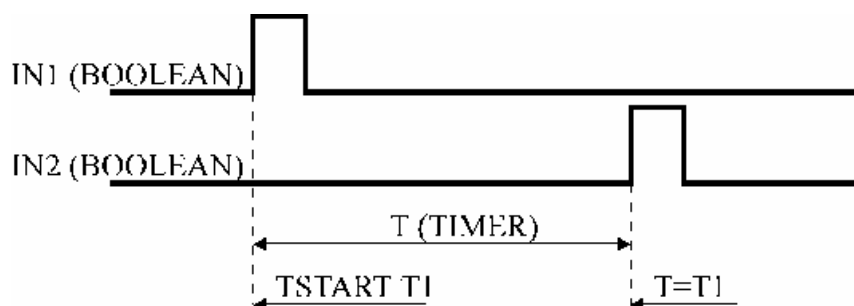 IN1 (BOOLEAN)
IN2 (BOOLEAN)
T (TIMER)
TSTART T1
T=T1